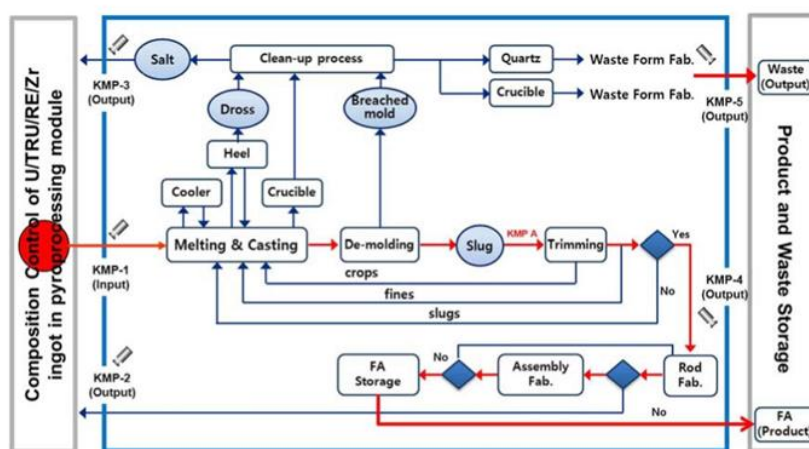 Composition Control of U/TRU/RE/Zr
ingot in pyroprocessing module
Salt
Clean-up process
Quartz
Waste Form Fab.
Waste
(Output)
KMP-3
(Output)
Crucible
Waste Form Fab.
KMP-5
(Output)
Dross
Breached
mold
Heel
Cooler
Crucible
Melting & Casting
De-molding
Slug
KMP A
Trimming
Yes
KMP-1
(Input)
crops
No
KMP-4
(Output)
fines
slugs
KMP-2
(Output)
FA
Storage
No
Assembly
Fab.
Rod
Fab.
No
FA
(Product)
Product and Waste Storage